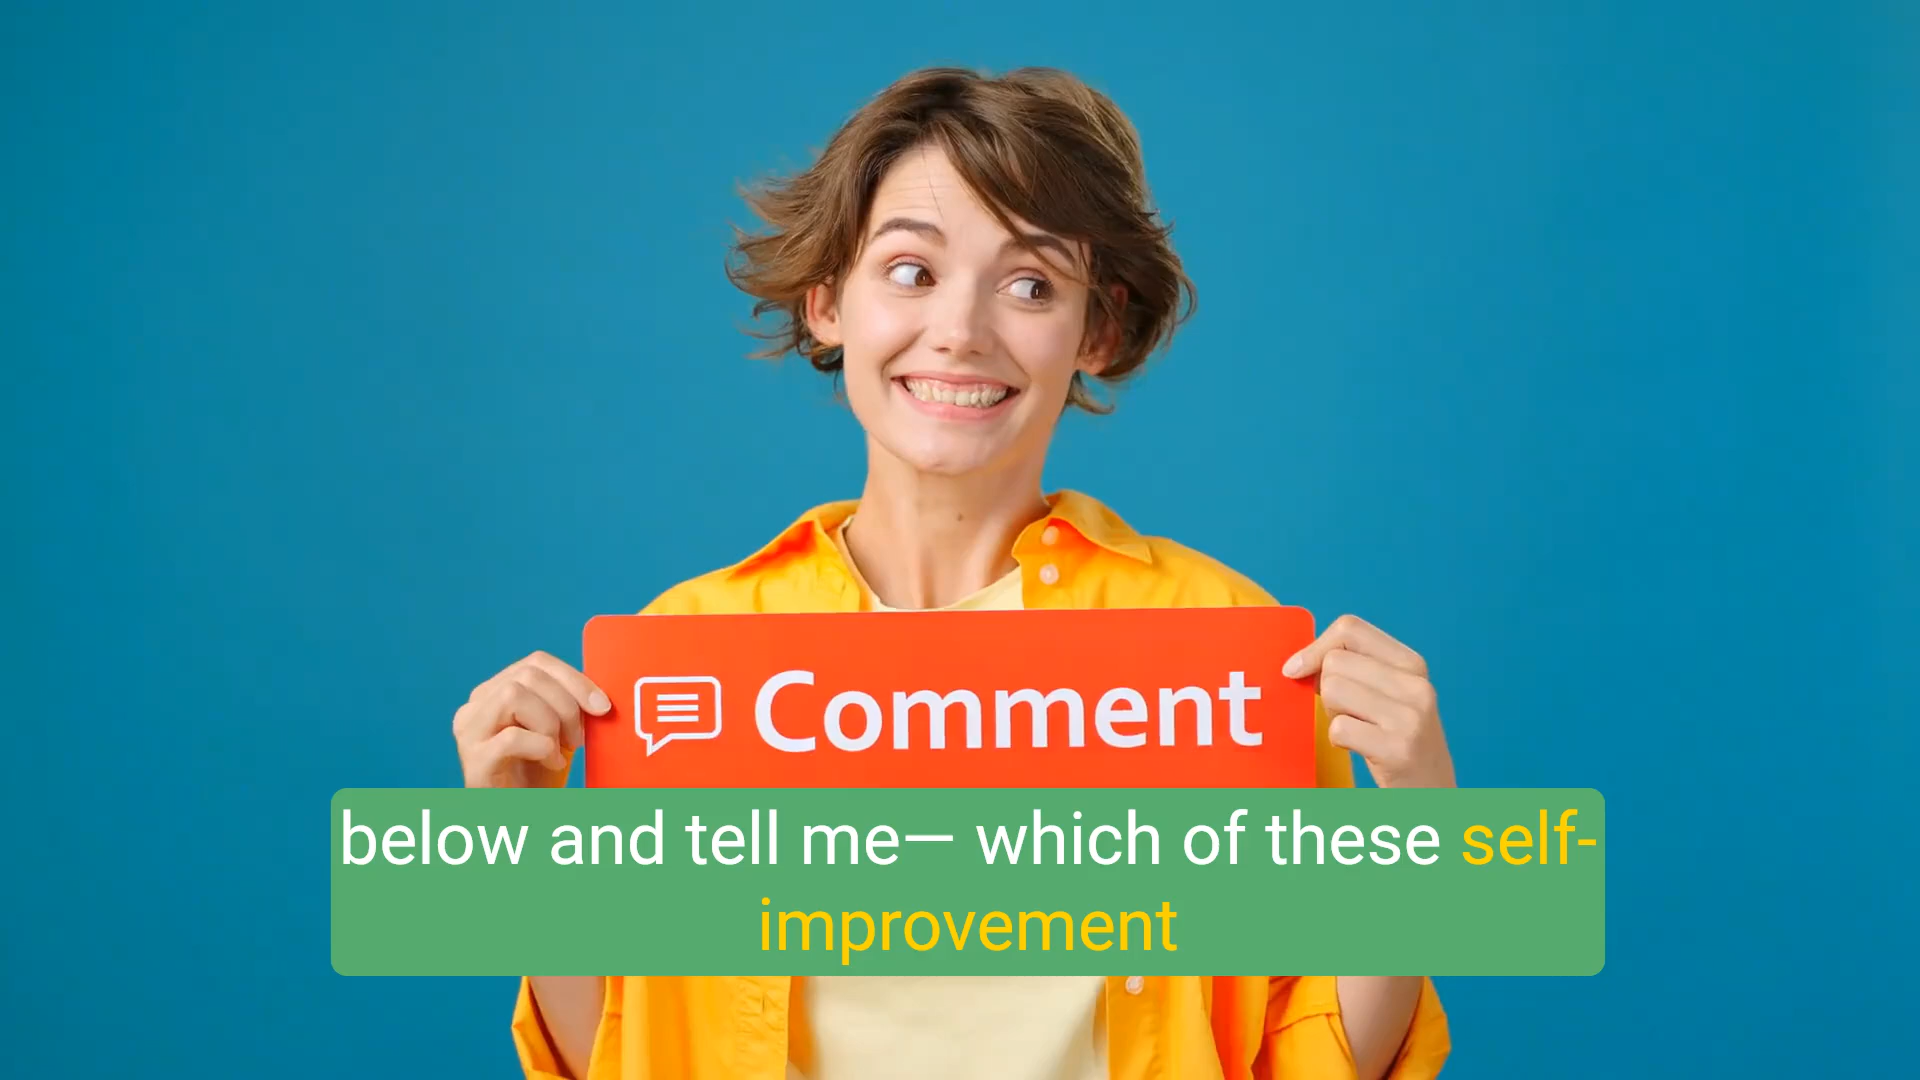 Comment
below and tell me— which of these self-
improvement